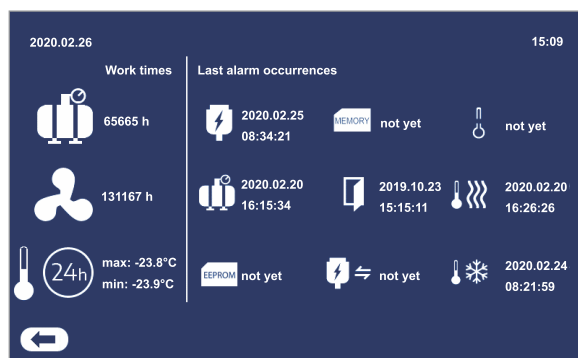 2020.02.26
15:09
Work times
Last alarm occurrences
65665 h
2020.02.25
08:34:21
MEMORY
not yet
not yet
131167 h
2020.02.20
16:15:34
2019.10.23
15:15:11
2020.02.20
16:26:26
24h
max: -23.8°C
min: -23.9°C
EEPROM
not yet
not yet
2020.02.24
08:21:59